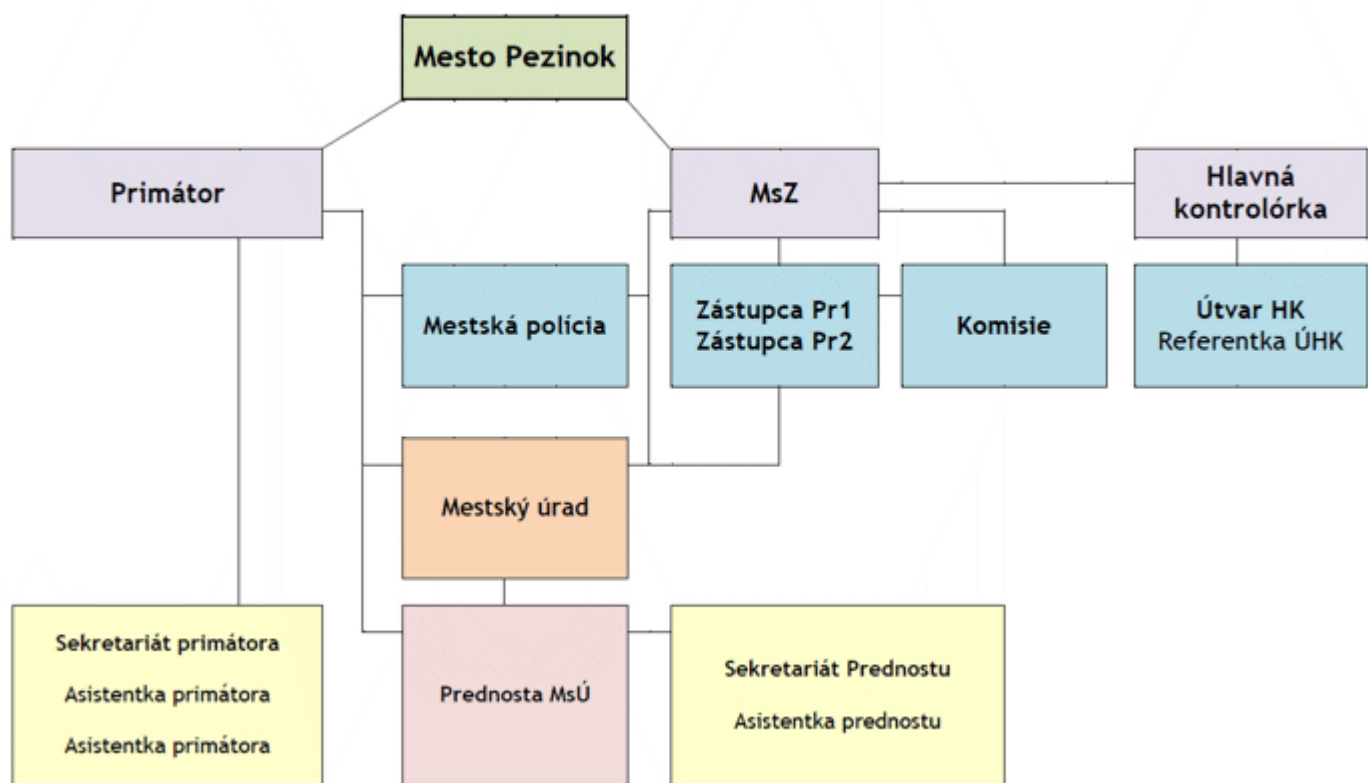 Mesto Pezinok
Primátor
MsZ
Hlavná
kontrolórka
Mestská polícia
Zástupca Pr1
Zástupca Pr2
Komisie
Útvar HK
Referentka ÚHK
Mestský úrad
Sekretariát primátora
Asistentka primátora
Asistentka primátora
Prednosta MsÚ
Sekretariát Prednostu
Asistentka prednostu